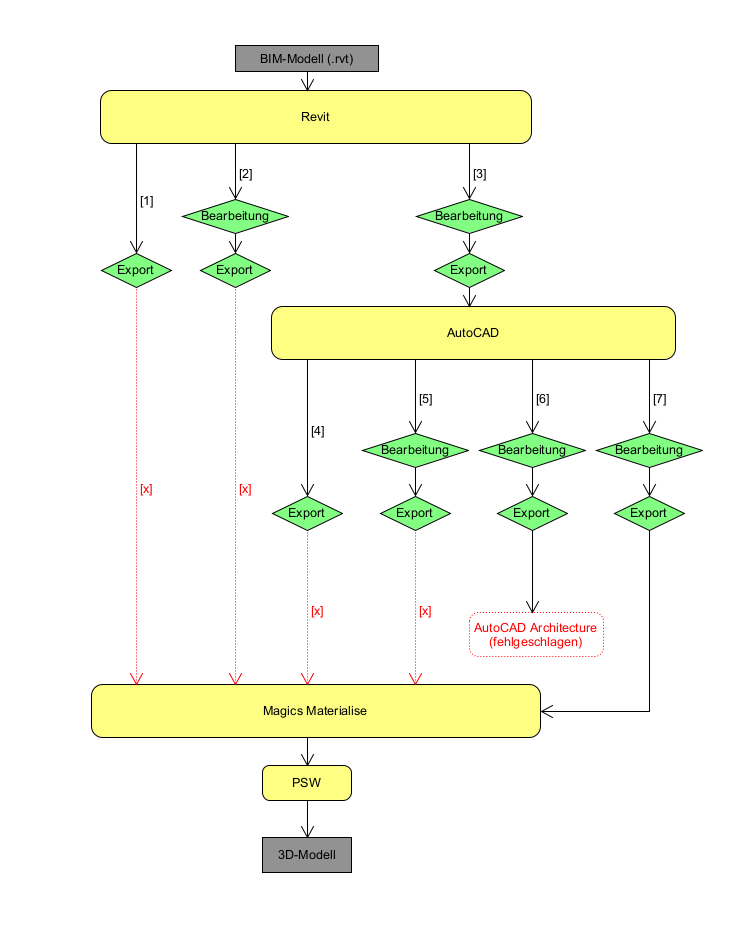 BIM-Modell (.rvt)
Revit
[1]
[2]
[3]
Bearbeitung
Bearbeitung
Export
Export
Export
AutoCAD
[4]
[5]
[6]
[7]
Bearbeitung
Bearbeitung
Bearbeitung
[x]
[x]
Export
Export
Export
Export
[x]
[x]
AutoCAD Architecture
(fehlgeschlagen)
Magics Materialise
PSW
3D-Modell